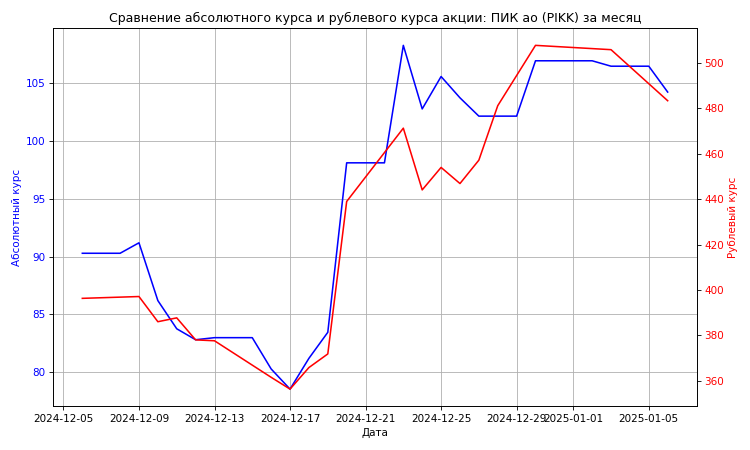 Сравнение абсолютного курса и рублевого курса акции: ПИК ао (PIKK) за месяц
105
100
95
90
85
80
Абсолютный курс
500
480
460
440
420
400
380
360
Рублевый курс
2024-12-05 2024-12-09 2024-12-13 2024-12-17 2024-12-21 2024-12-25 2024-12-29 2025-01-01 2025-01-05
Дата